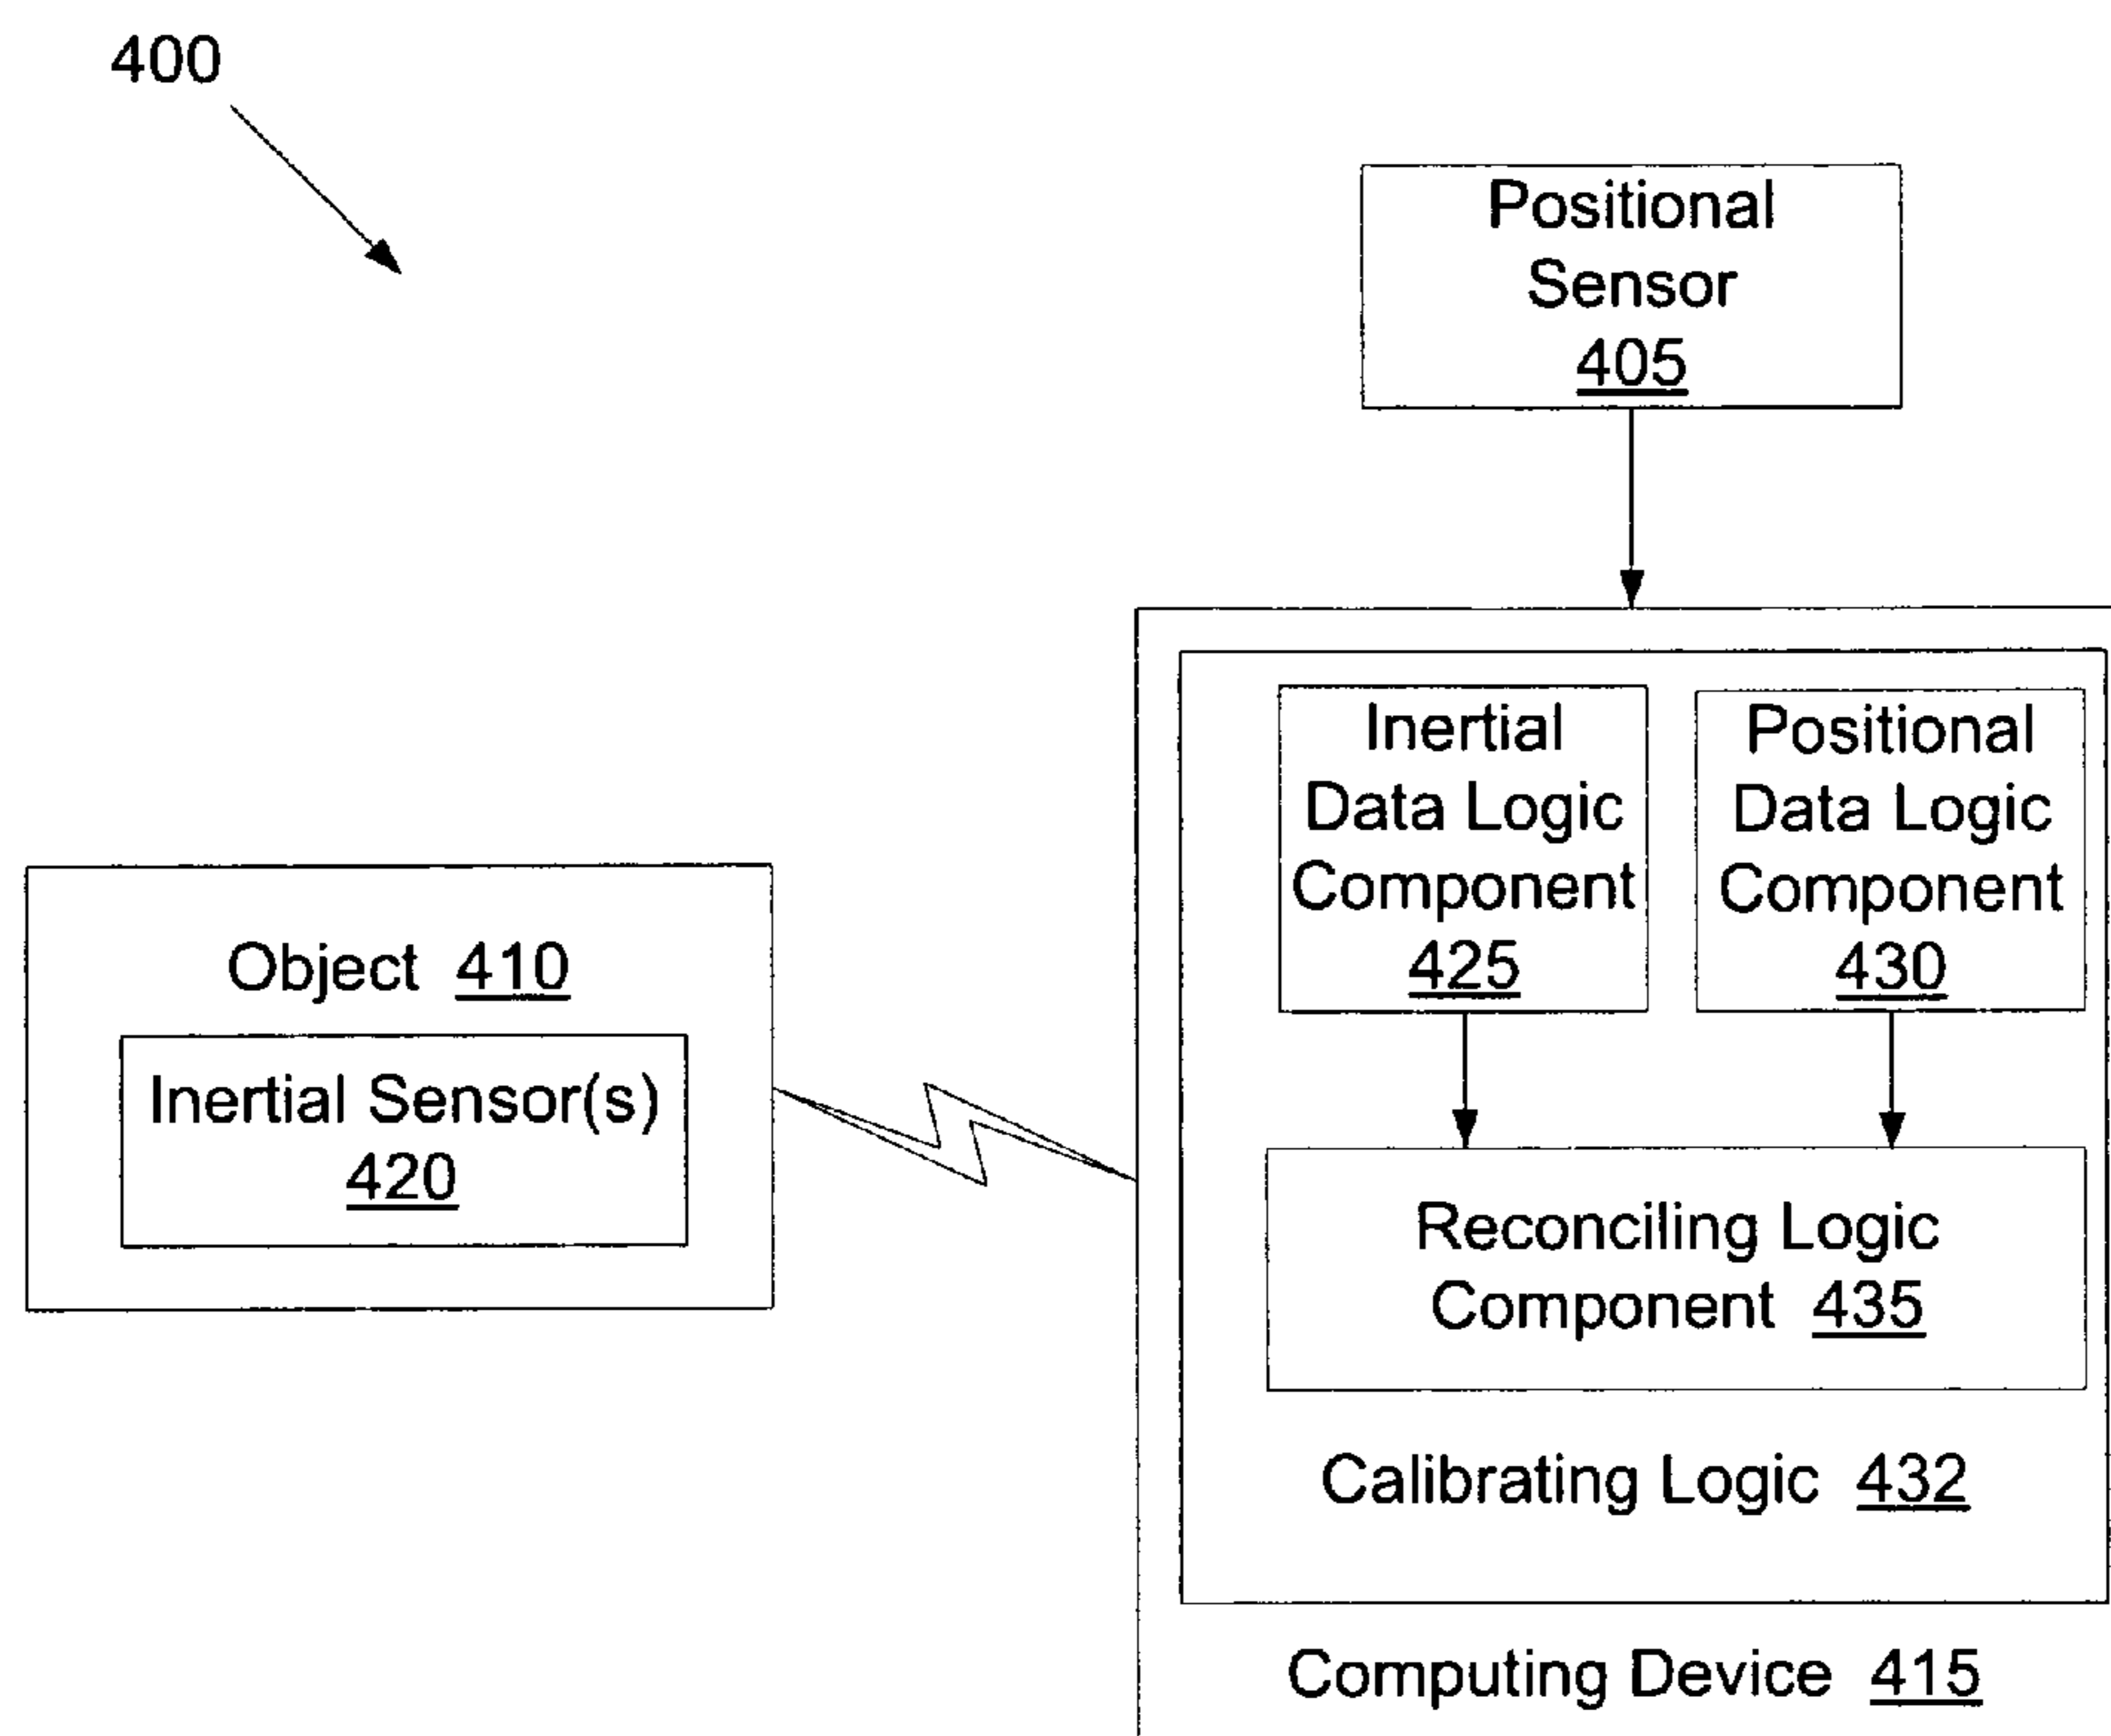 400
Positional
Sensor
405
Inertial
Data Logic
Component
425
Positional
Data Logic
Component
430
Object 410
Inertial Sensor(s)
420
Reconciling Logic
Component 435
Calibrating Logic 432
Computing Device 415